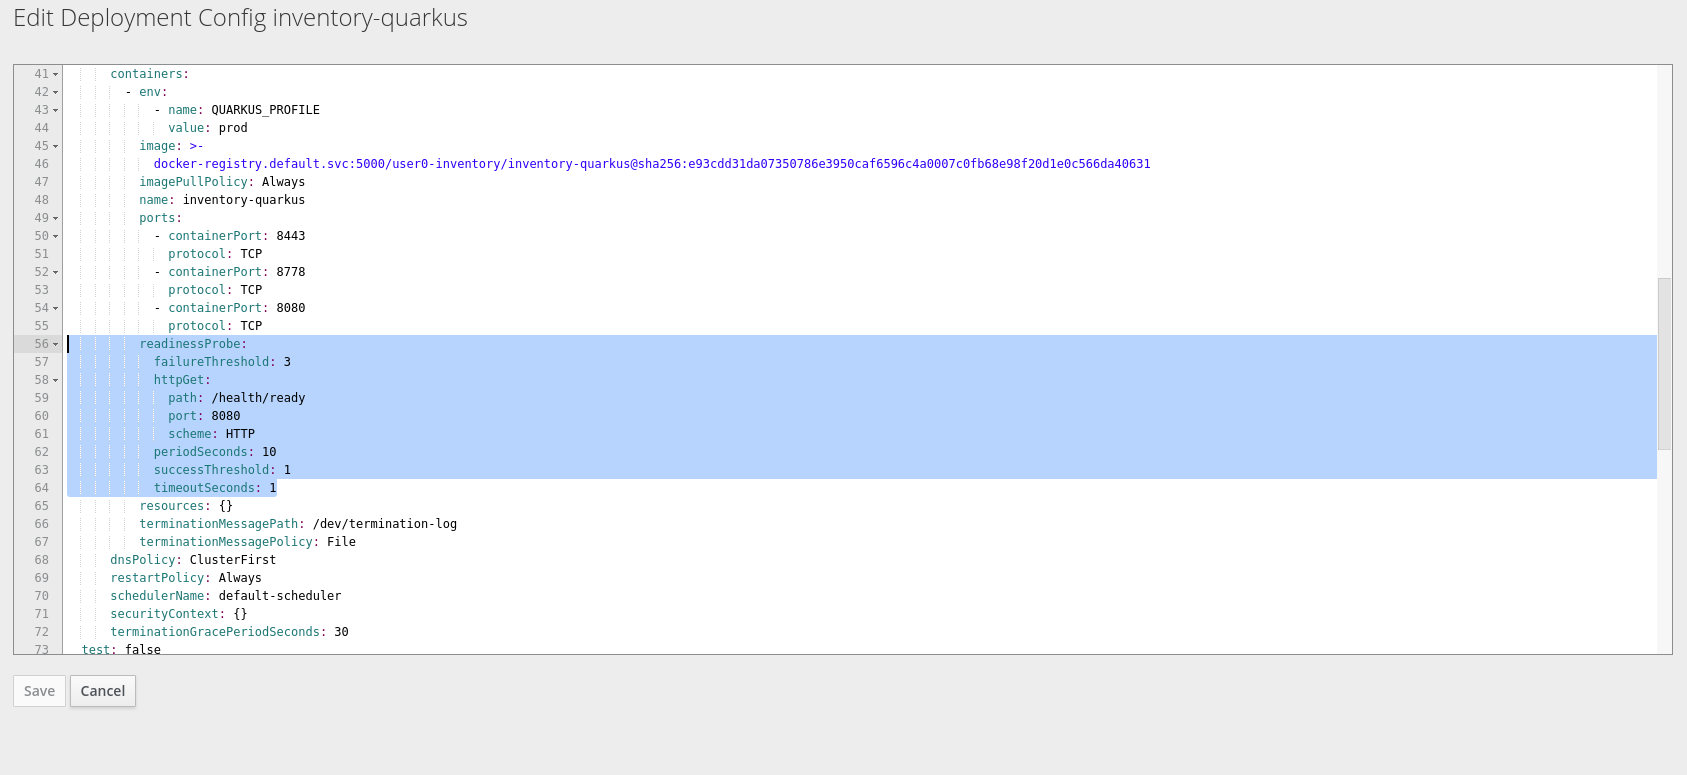 Edit Deployment Config inventory-quarkus
41 containers:
42 - env:
43 - name: QUARKUS_PROFILE
44 value: prod
45 image: >-
46 docker-registry.default.svc:5000/user0-inventory/inventory-quarkus@sha256:e93cdd31da07350786e3950caf6596c4a0007c0fb68e98f20d1e0c566da40631
47 imagePullPolicy: Always
48 name: inventory-quarkus
49 ports:
50 - containerPort: 8443
51 protocol: TCP
52 - containerPort: 8778
53 protocol: TCP
54 - containerPort: 8080
55 protocol: TCP
56 readinessProbe:
57 failureThreshold: 3
58 httpGet:
59 path: /health/ready
60 port: 8080
61 scheme: HTTP
62 periodSeconds: 10
63 successThreshold: 1
64 timeoutSeconds: 1
65 resources: {}
66 terminationMessagePath: /dev/termination-log
67 terminationMessagePolicy: File
68 dnsPolicy: ClusterFirst
69 restartPolicy: Always
70 schedulerName: default-scheduler
71 securityContext: {}
72 terminationGracePeriodSeconds: 30
73 test: false
Save Cancel